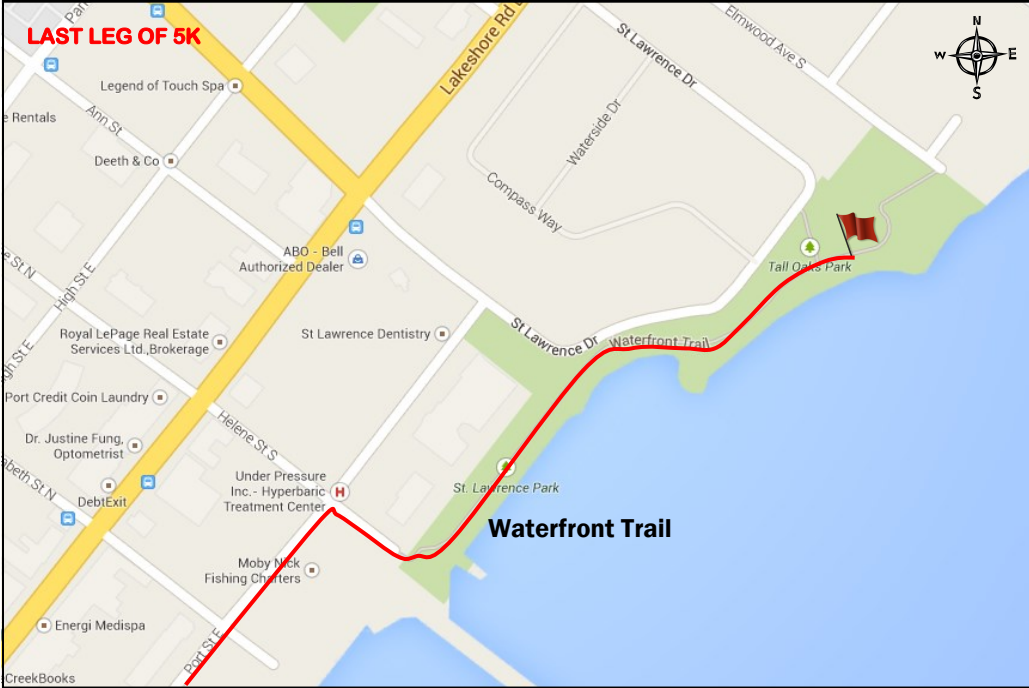 LAST LEG OF 5K
Lakeshore Rd E
St Lawrence Dr
Elmwood Ave S
N
W
E
S
Legend of Touch Spa
Rentals
Ann St
Deeth & Co
Waterside Dr
Compass Way
ABO - Bell
Authorized Dealer
Tall Oaks Park
High St E
St N
Royal LePage Real Estate
Services Ltd.,Brokerage
St Lawrence Dentistry
St Lawrence Dr
Waterfront Trail
Port Credit Coin Laundry
Helene St S
Dr. Justine Fung,
Optometrist
Under Pressure
Inc.- Hyperbaric
Treatment Center
H
St. Lawrence Park
DebtExit
Waterfront Trail
Moby Nick
Fishing Charters
Energi Medispa
Port St E
CreekBooks